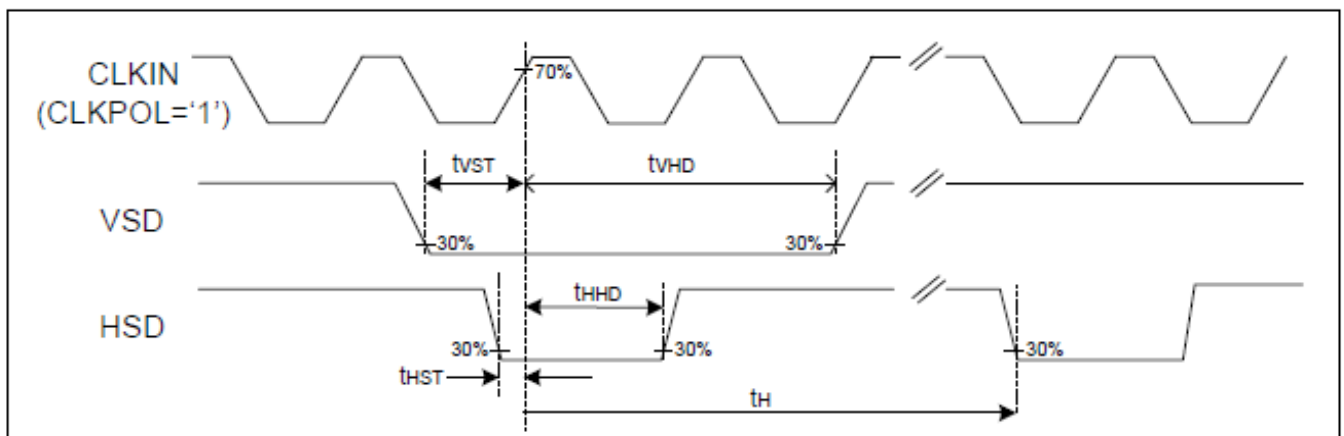 CLKIN
(CLKPOL=‘1’)
70%
tVST
tVHD
VSD
30%
30%
tHHD
HSD
30%
30%
30%
tHST
tH